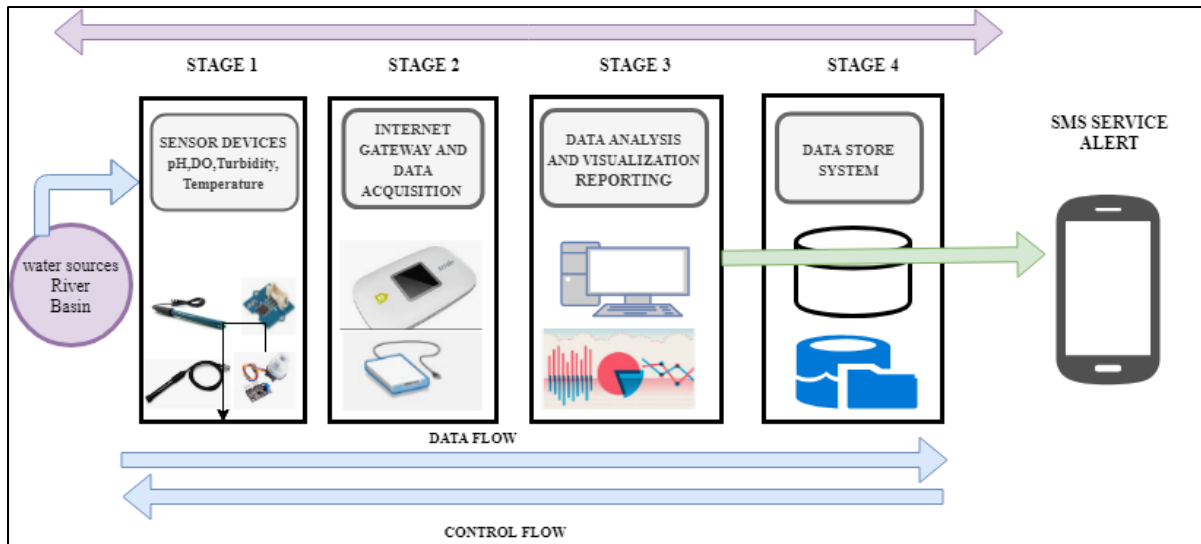 STAGE 1
STAGE 2
STAGE 3
STAGE 4
SENSOR DEVICES
pH,DO,Turbidity,
Temperature
INTERNET
GATEWAY AND
DATA
ACQUISITION
DATA ANALYSIS
AND VISUALIZATION
REPORTING
DATA STORE
SYSTEM
SMS SERVICE
ALERT
water sources
River
Basin
DATA FLOW
CONTROL FLOW